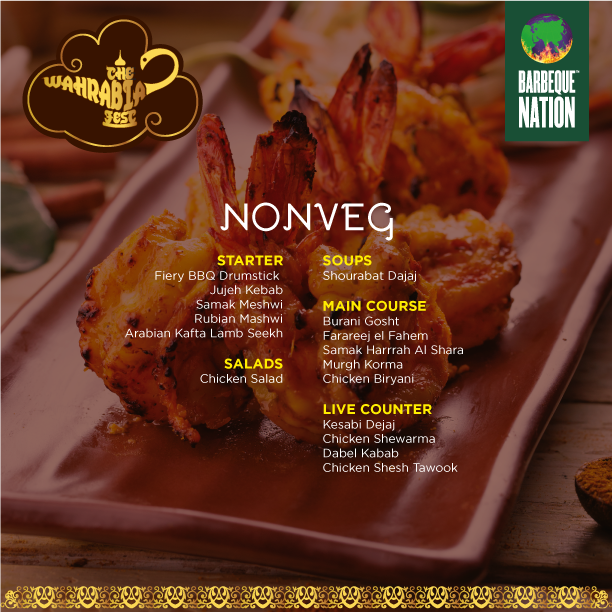 THE
WAHRABIA
FEST
BARBEQUE
NATION
NONVEG
STARTER
Fiery BBQ Drumstick
Jujeh Kebab
Samak Meshwi
Rubian Mashwi
Arabian Kafta Lamb Seekh
SALADS
Chicken Salad
SOUPS
Shourabat Dajaj
MAIN COURSE
Burani Gosht
Farareej el Fahem
Samak Harrrah Al Shara
Murgh Korma
Chicken Biryani
LIVE COUNTER
Kesabi Dejaj
Chicken Shewarma
Dabel Kabab
Chicken Shesh Tawook